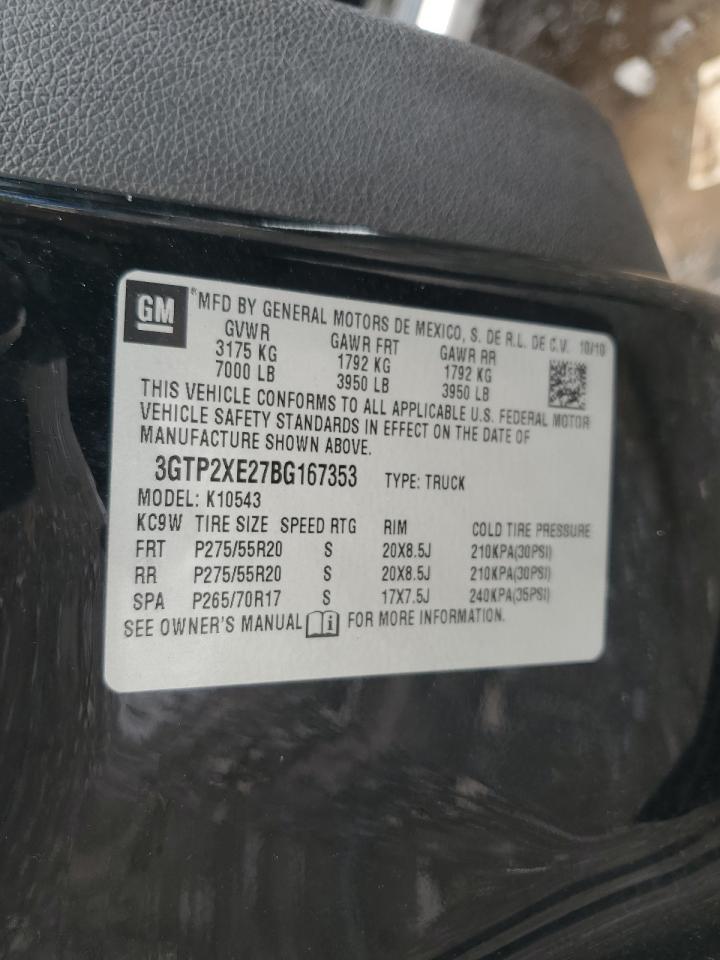 GM
® MFD BY GENERAL MOTORS DE MEXICO, S. DE R.L. DE C.V. 10/10
GVWR GAWR FRT GAWR RR
3175 KG 1792 KG 1792 KG
7000 LB 3950 LB 3950 LB
THIS VEHICLE CONFORMS TO ALL APPLICABLE U.S. FEDERAL MOTOR
VEHICLE SAFETY STANDARDS IN EFFECT ON THE DATE OF
MANUFACTURE SHOWN ABOVE.
3GTP2XE27BG167353 TYPE: TRUCK
MODEL: K10543
KC9W TIRE SIZE SPEED RTG RIM COLD TIRE PRESSURE
FRT P275/55R20 S 20X8.5J 210KPA(30PSI)
RR P275/55R20 S 20X8.5J 210KPA(30PSI)
SPA P265/70R17 S 17X7.5J 240KPA(35PSI)
SEE OWNER'S MANUAL i FOR MORE INFORMATION.